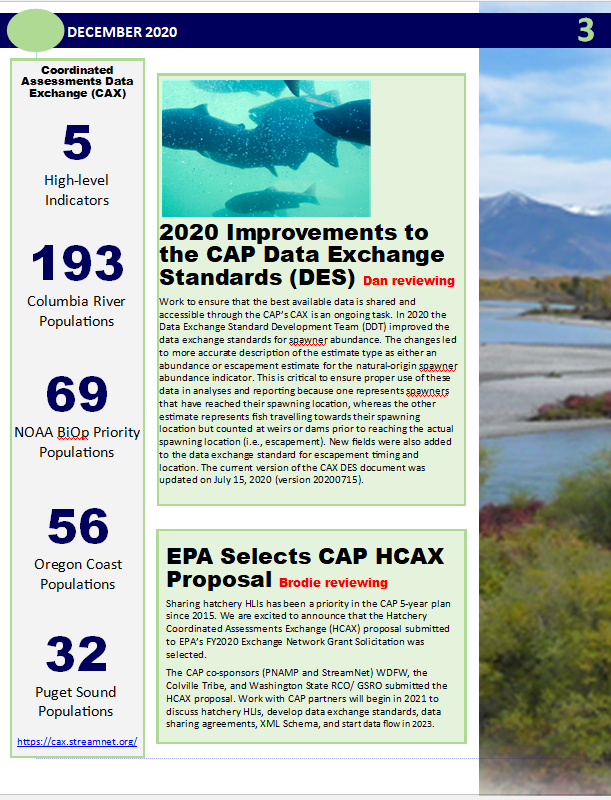 DECEMBER 2020
3
Coordinated
Assessments Data
Exchange (CAX)
5
High-level
Indicators
193
Columbia River
Populations
69
NOAA BiOp Priority
Populations
56
Oregon Coast
Populations
32
Puget Sound
Populations
https://cax.streamnet.org/
2020 Improvements to
the CAP Data Exchange
Standards (DES) Dan reviewing
Work to ensure that the best available data is shared and
accessible through the CAP's CAX is an ongoing task. In 2020 the
Data Exchange Standard Development Team (DDT) improved the
data exchange standards for spawner abundance. The changes led
to more accurate description of the estimate type as either an
abundance or escapement estimate for the natural-origin spawner
abundance indicator. This is critical to ensure proper use of these
data in analyses and reporting because one represents spawners
that have reached their spawning location, whereas the other
estimate represents fish travelling towards their spawning
location but counted at weirs or dams prior to reaching the actual
spawning location (i.e., escapement). New fields were also added
to the data exchange standard for escapement timing and
location. The current version of the CAX DES document was
updated on July 15, 2020 (version 20200715).
EPA Selects CAP HCAX
Proposal Brodie reviewing
Sharing hatchery HLIs has been a priority in the CAP 5-year plan
since 2015. We are excited to announce that the Hatchery
Coordinated Assessments Exchange (HCAX) proposal submitted
to EPA's FY2020 Exchange Network Grant Solicitation was
selected.
The CAP co-sponsors (PNAMP and StreamNet) WDFW, the
Colville Tribe, and Washington State RCO/ GSRO submitted the
HCAX proposal. Work with CAP partners will begin in 2021 to
discuss hatchery HLIs, develop data exchange standards, data
sharing agreements, XML Schema, and start data flow in 2023.